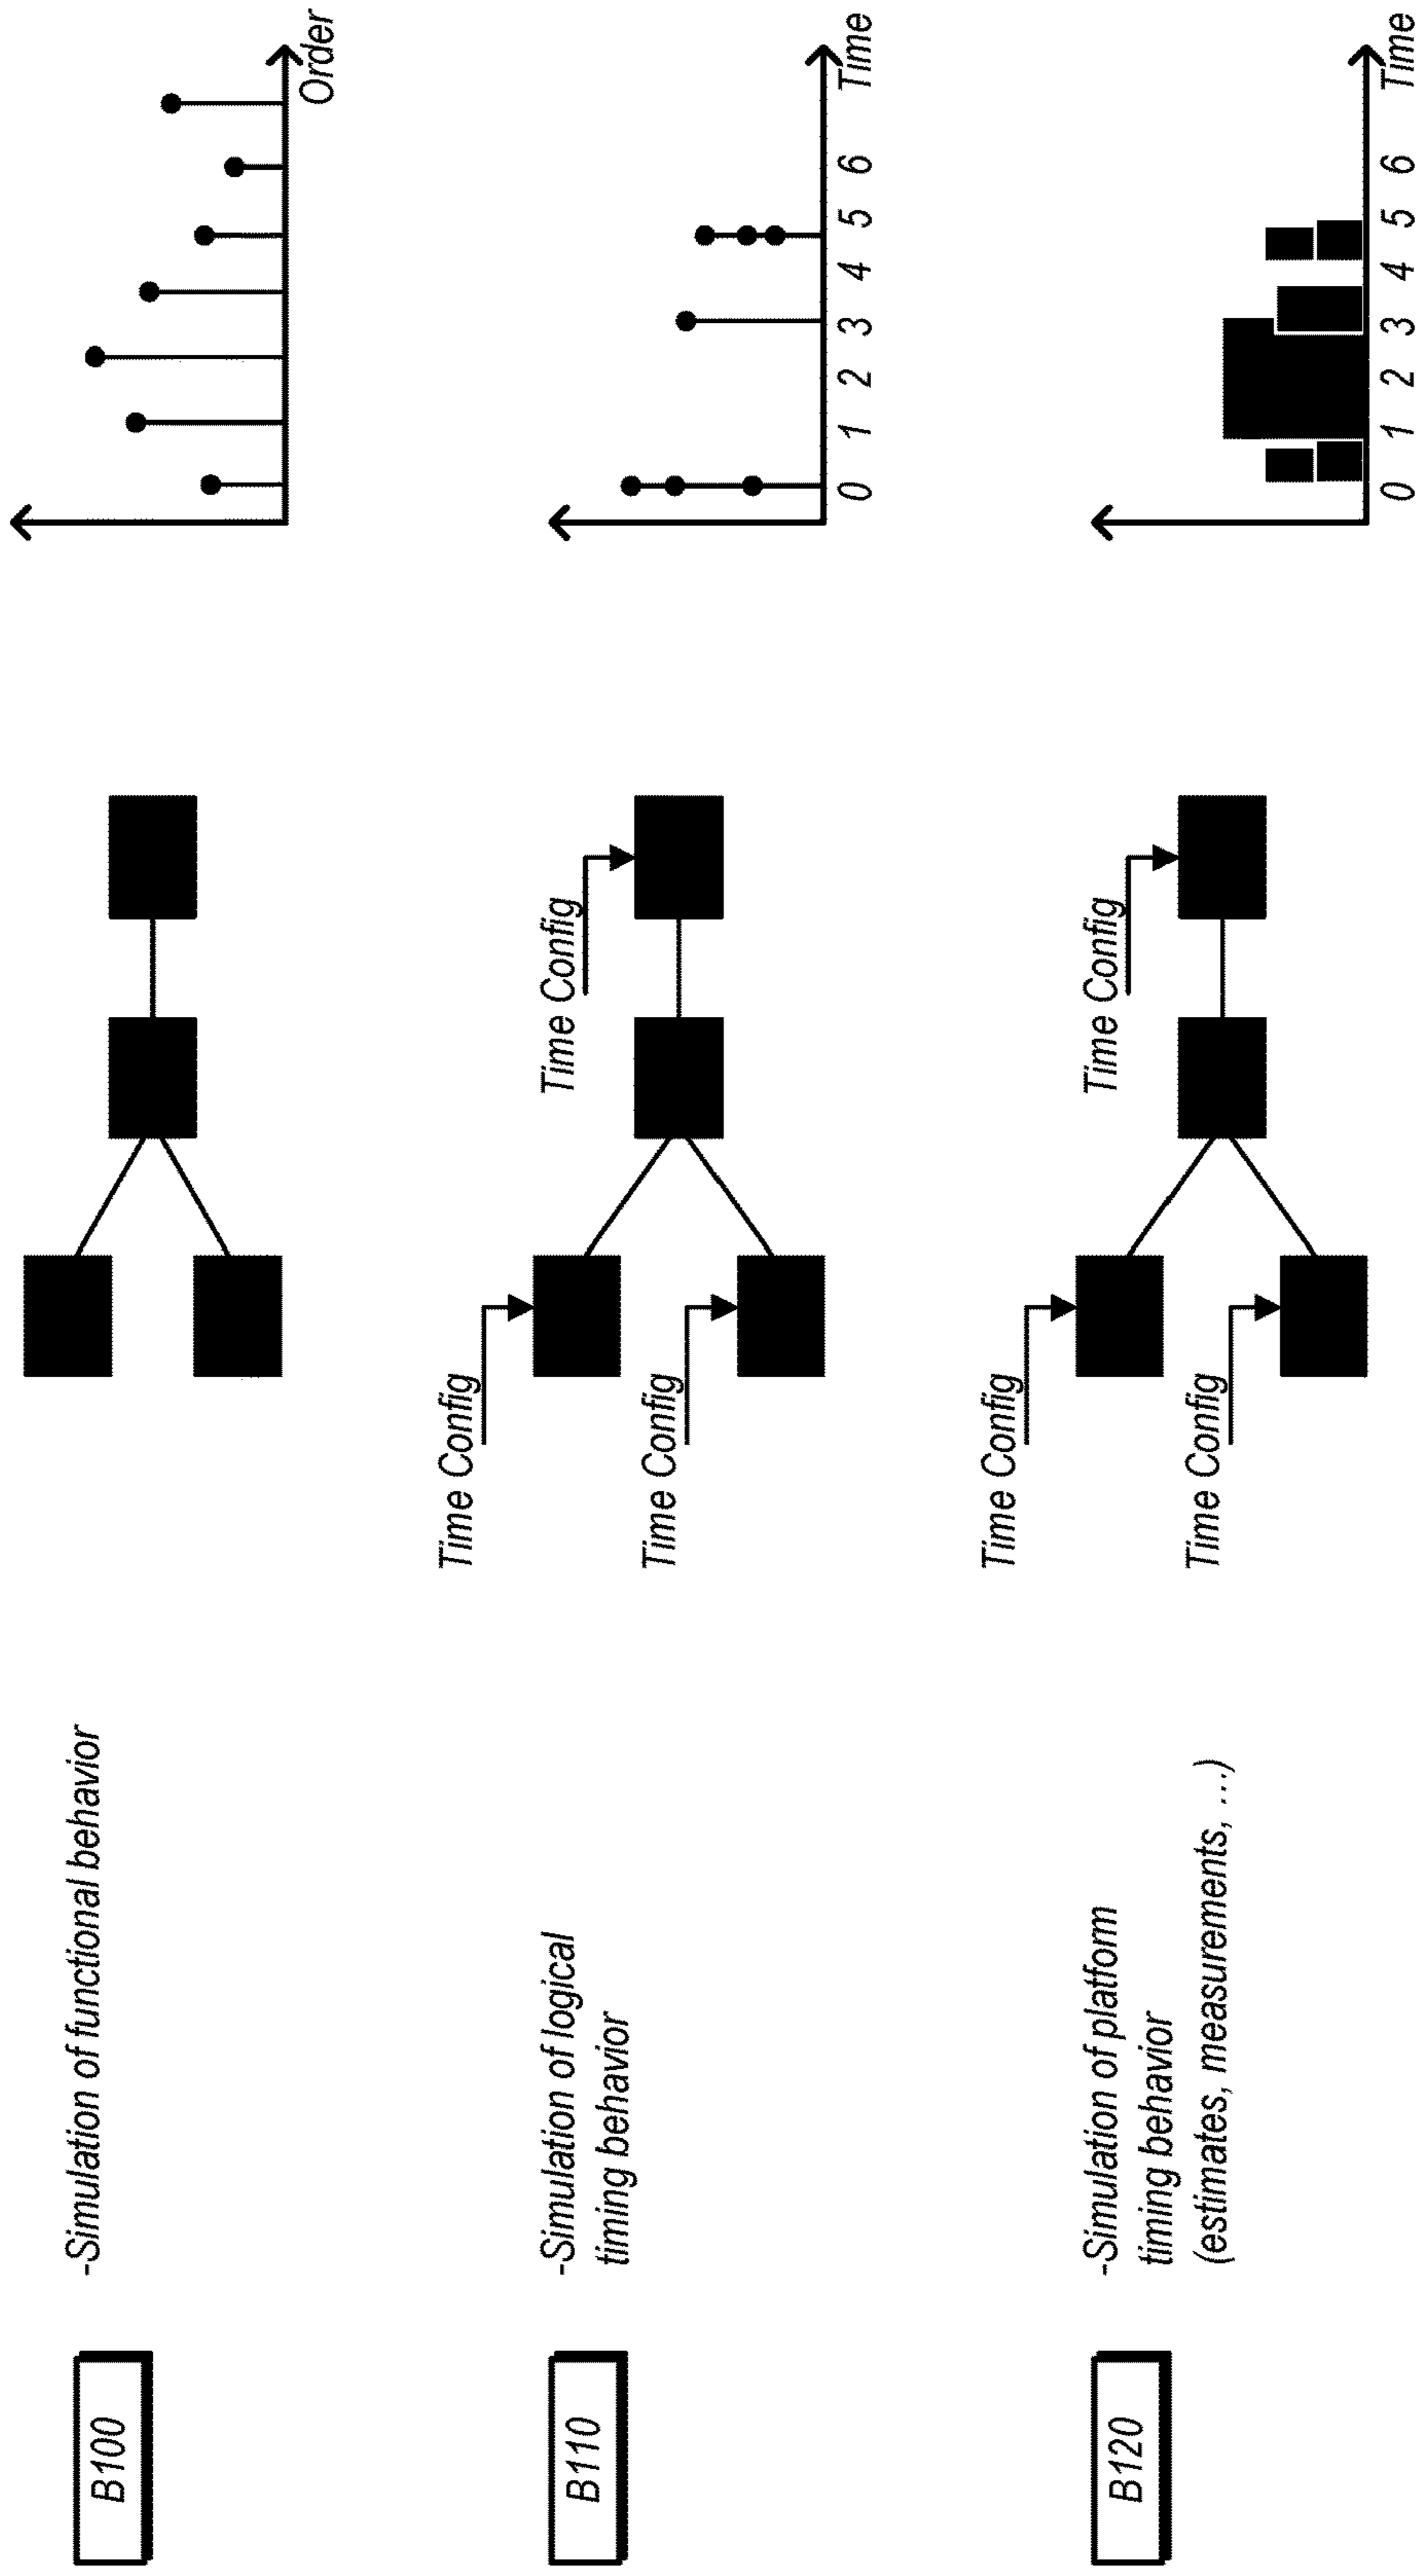 B100
-Simulation of functional behavior
Order
B110
-Simulation of logical
timing behavior
Time Config
Time Config
Time Config
0 1 2 3 4 5 6 Time
B120
-Simulation of platform
timing behavior
(estimates, measurements, ...)
Time Config
Time Config
Time Config
0 1 2 3 4 5 6 Time